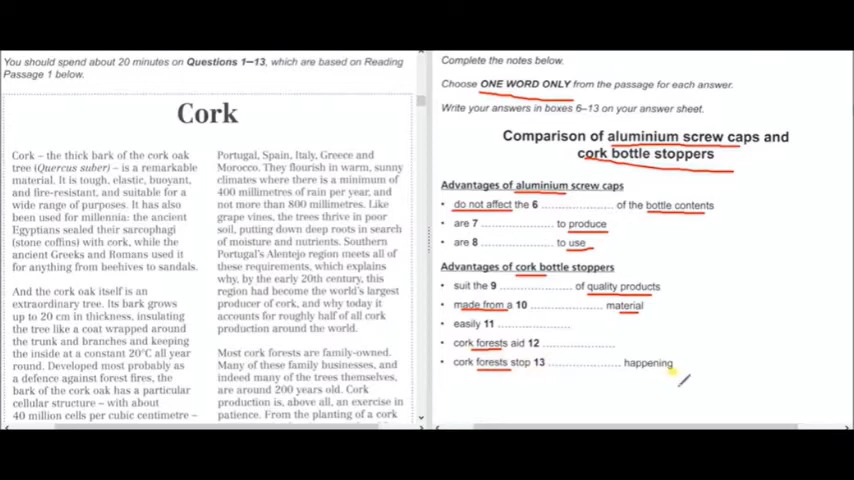 You should spend about 20 minutes on Questions 1–13, which are based on Reading
Passage 1 below.
Cork
Cork – the thick bark of the cork oak
tree (Quercus suber) – is a remarkable
material. It is tough, elastic, buoyant,
and fire-resistant, and suitable for a
wide range of purposes. It has also
been used for millennia: the ancient
Egyptians sealed their sarcophagi
(stone coffins) with cork, while the
ancient Greeks and Romans used it
for anything from beehives to sandals.
And the cork oak itself is an
extraordinary tree. Its bark grows
up to 20 cm in thickness, insulating
the tree like a coat wrapped around
the trunk and branches and keeping
the inside at a constant 20°C all year
round. Developed most probably as
a defence against forest fires, the
bark of the cork oak has a particular
cellular structure – with about
40 million cells per cubic centimetre –
Portugal, Spain, Italy, Greece and
Morocco. They flourish in warm, sunny
climates where there is a minimum of
400 millimetres of rain per year, and
not more than 800 millimetres. Like
grape vines, the trees thrive in poor
soil, putting down deep roots in search
of moisture and nutrients. Southern
Portugal's Alentejo region meets all of
these requirements, which explains
why, by the early 20th century, this
region had become the world's largest
producer of cork, and why today it
accounts for roughly half of all cork
production around the world.
Most cork forests are family-owned.
Many of these family businesses, and
indeed many of the trees themselves,
are around 200 years old. Cork
production is, above all, an exercise in
patience. From the planting of a cork
Complete the notes below.
Choose ONE WORD ONLY from the passage for each answer.
Write your answers in boxes 6–13 on your answer sheet.
Comparison of aluminium screw caps and
cork bottle stoppers
Advantages of aluminium screw caps
• do not affect the 6 .................... of the bottle contents
• are 7 .................... to produce
• are 8 .................... to use
Advantages of cork bottle stoppers
• suit the 9 .................... of quality products
• made from a 10 .................... material
• easily 11 ....................
• cork forests aid 12 ....................
• cork forests stop 13 .................... happening